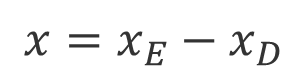 x = x_E − x_D